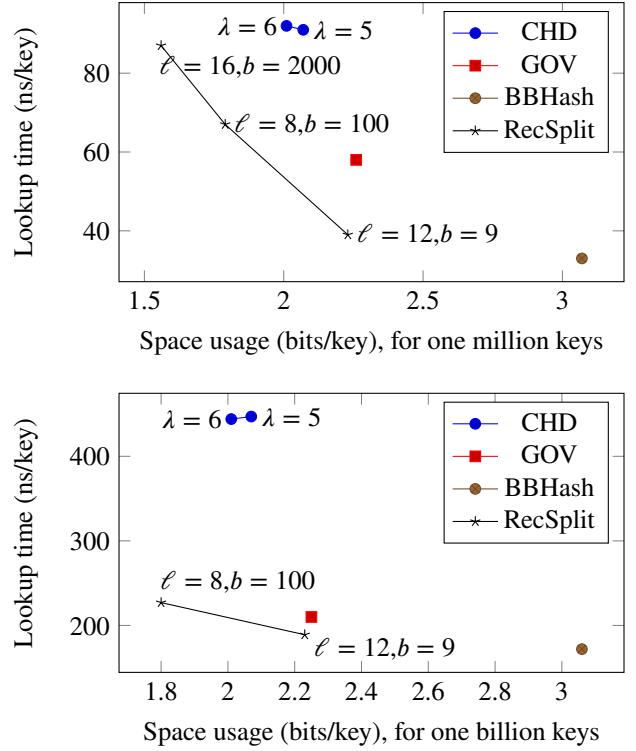 λ = 6 λ = 5
CHD
GOV
BBHash
RecSplit
ℓ = 16,b = 2000
ℓ = 8,b = 100
ℓ = 12,b = 9
80
60
40
1.5 2 2.5 3
Lookup time (ns/key)
Space usage (bits/key), for one million keys
λ = 6 λ = 5
CHD
GOV
BBHash
RecSplit
ℓ = 8,b = 100
ℓ = 12,b = 9
400
300
200
1.8 2 2.2 2.4 2.6 2.8 3
Lookup time (ns/key)
Space usage (bits/key), for one billion keys